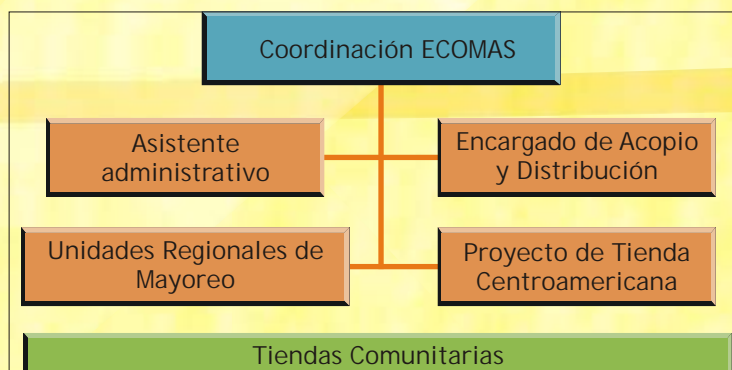 Coordinación ECOMAS
Asistente
administrativo
Encargado de Acopio
y Distribución
Unidades Regionales de
Mayoreo
Proyecto de Tienda
Centroamericana
Tiendas Comunitarias